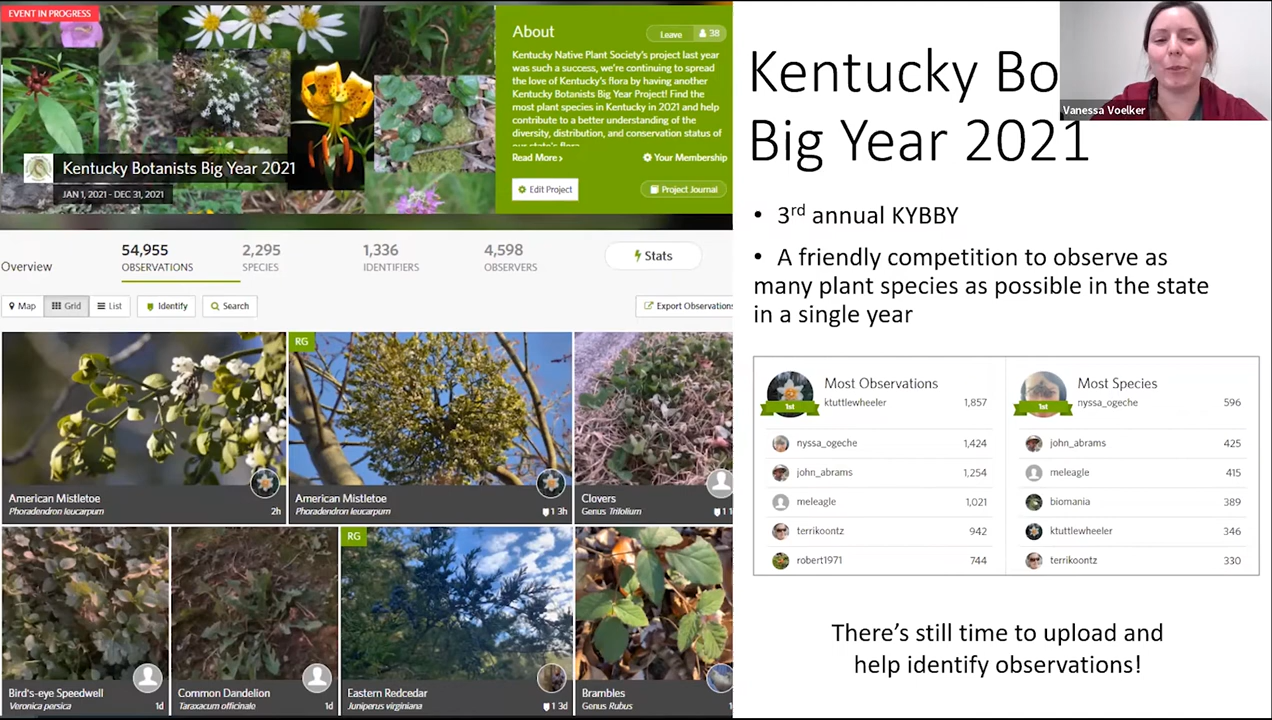 EVENT IN PROGRESS
Kentucky Botanists Big Year 2021
JAN 1, 2021 - DEC 31, 2021
About
Leave
38
Kentucky Native Plant Society's project last year
was such a success, we're continuing to spread
the love of Kentucky's flora by having another
Kentucky Botanists Big Year Project! Find the
most plant species in Kentucky in 2021 and help
contribute to a better understanding of the
diversity, distribution, and conservation status of
our state's flora
Read More >
Your Membership
Edit Project
Project Journal
Overview
54,955
OBSERVATIONS
2,295
SPECIES
1,336
IDENTIFIERS
4,598
OBSERVERS
Stats
Map
Grid
List
Identify
Search
Export Observations
American Mistletoe
Phoradendron leucarpum
2h
RG
American Mistletoe
Phoradendron leucarpum
1 3h
Clovers
Genus Trifolium
1 1
Bird's-eye Speedwell
Veronica persica
1d
Common Dandelion
Taraxacum officinale
1d
RG
Eastern Redcedar
Juniperus virginiana
1 3d
Brambles
Genus Rubus
Kentucky Bo
Big Year 2021
Vanessa Voelker
• 3rd annual KYBBY
• A friendly competition to observe as
many plant species as possible in the state
in a single year
Most Observations
1st
ktuttlewheeler 1,857
nyssa_ogeche 1,424
john_abrams 1,254
meleagle 1,021
terrikoontz 942
robert1971 744
Most Species
1st
nyssa_ogeche 596
john_abrams 425
meleagle 415
biomania 389
ktuttlewheeler 346
terrikoontz 330
There's still time to upload and
help identify observations!